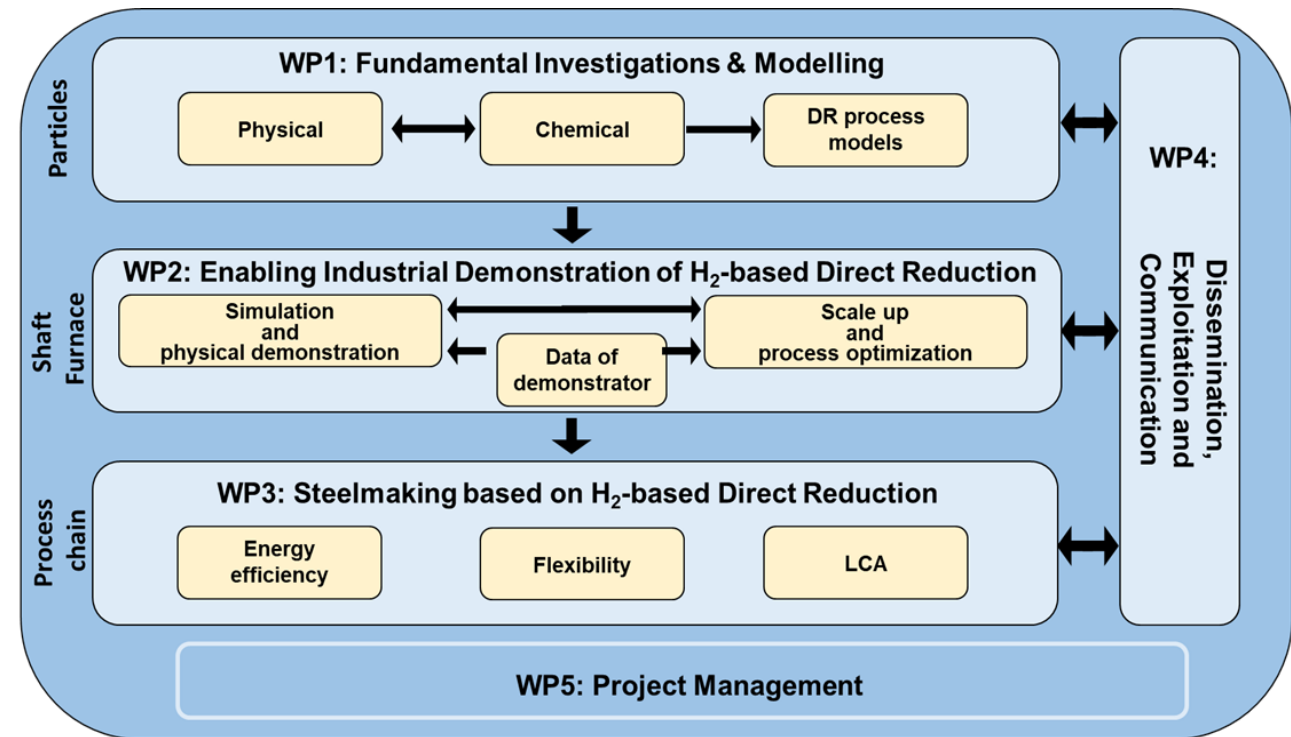 Particles
WP1: Fundamental Investigations & Modelling
Physical
Chemical
DR process
models
Shaft
Furnace
WP2: Enabling Industrial Demonstration of H₂-based Direct Reduction
Simulation
and
physical demonstration
Data of
demonstrator
Scale up
and
process optimization
Process
chain
WP3: Steelmaking based on H₂-based Direct Reduction
Energy
efficiency
Flexibility
LCA
WP4:
Dissemination,
Exploitation and
Communication
WP5: Project Management